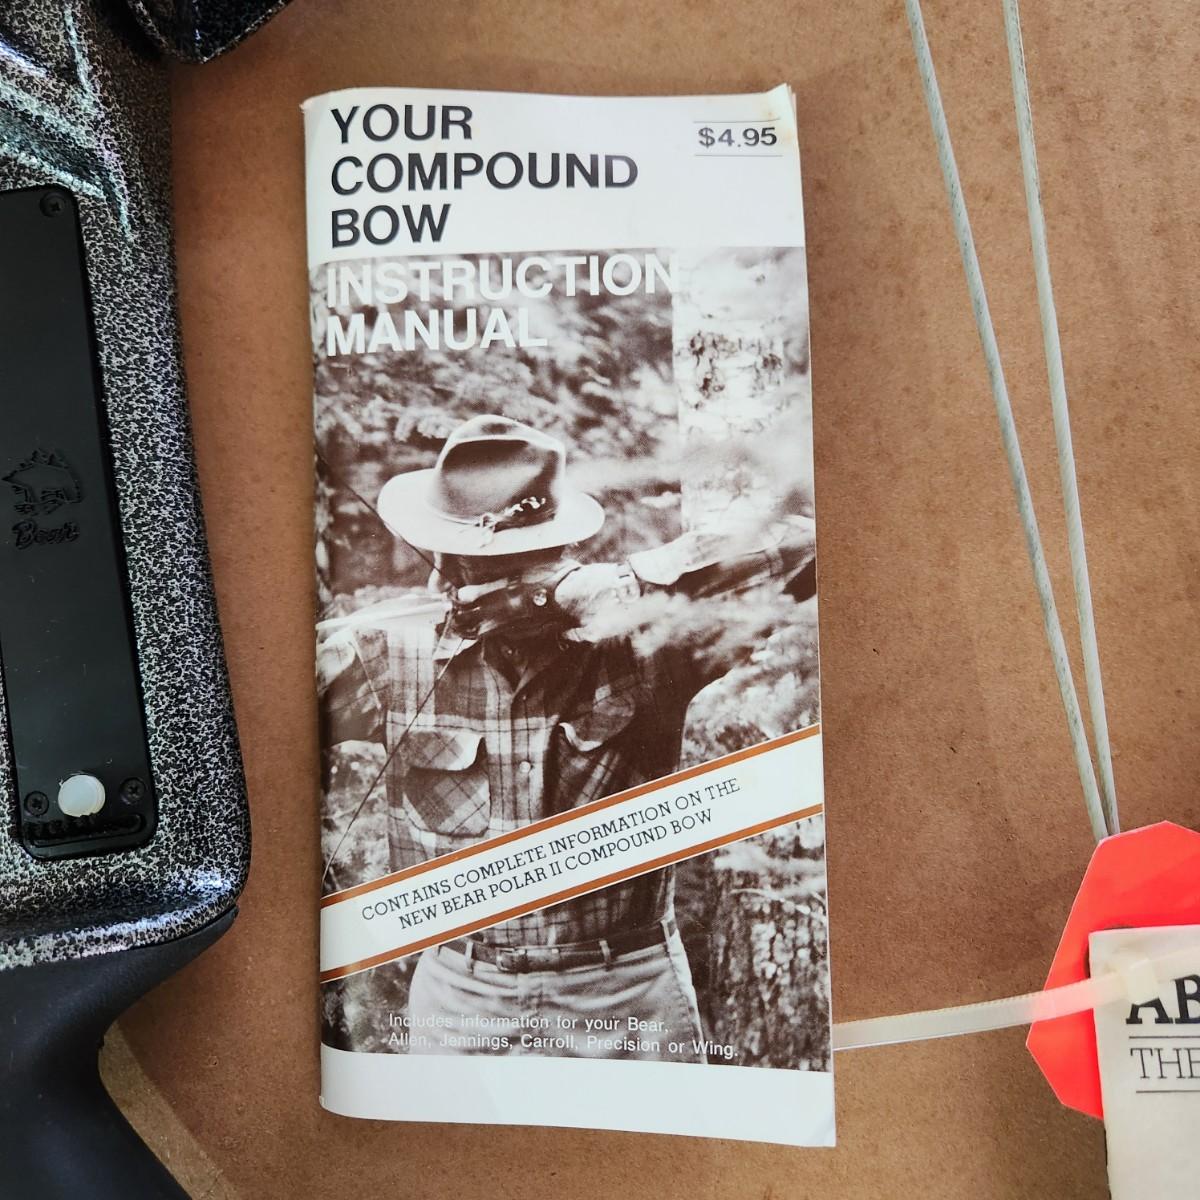 YOUR
COMPOUND
BOW
$4.95
INSTRUCTION
MANUAL
Bear
CONTAINS COMPLETE INFORMATION ON THE
NEW BEAR POLAR II COMPOUND BOW
Includes information for your Bear,
Allen, Jennings, Carroll, Precision or Wing.
AB
THE